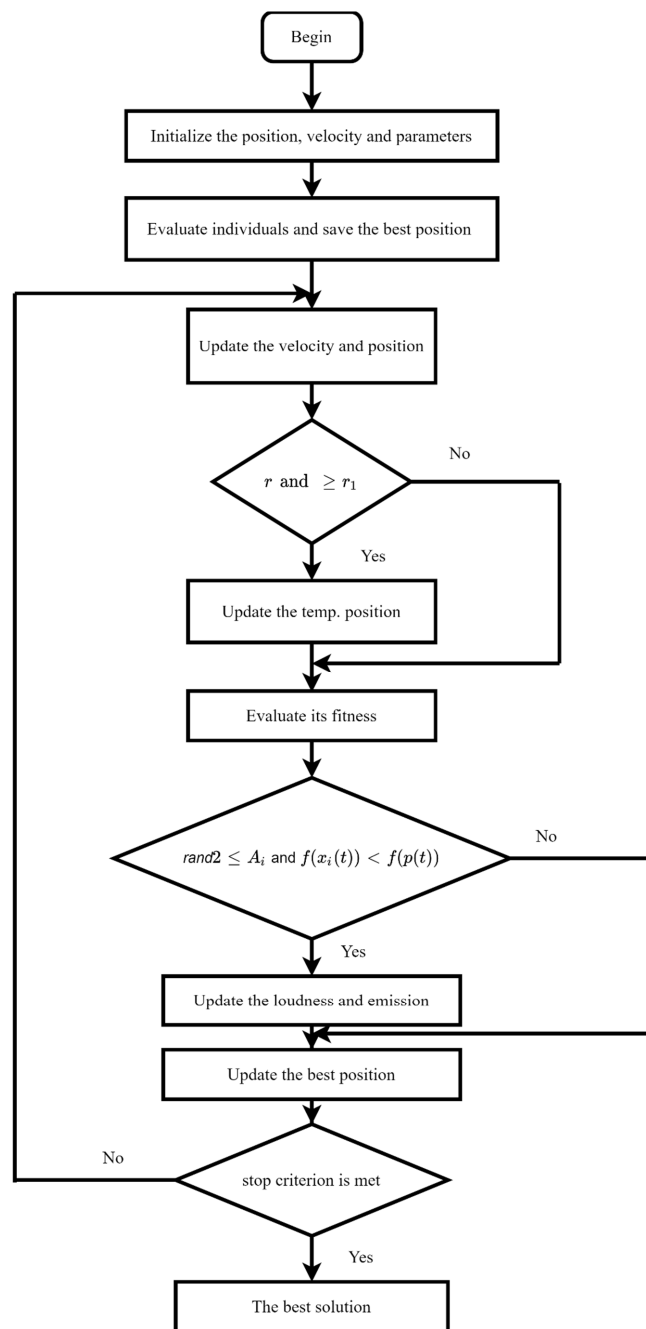 Begin
Initialize the position, velocity and parameters
Evaluate individuals and save the best position
Update the velocity and position
r and ≥ r₁
No
Yes
Update the temp. position
Evaluate its fitness
rand2 ≤ Aᵢ and f(xᵢ(t)) < f(p(t))
No
Yes
Update the loudness and emission
Update the best position
stop criterion is met
No
Yes
The best solution